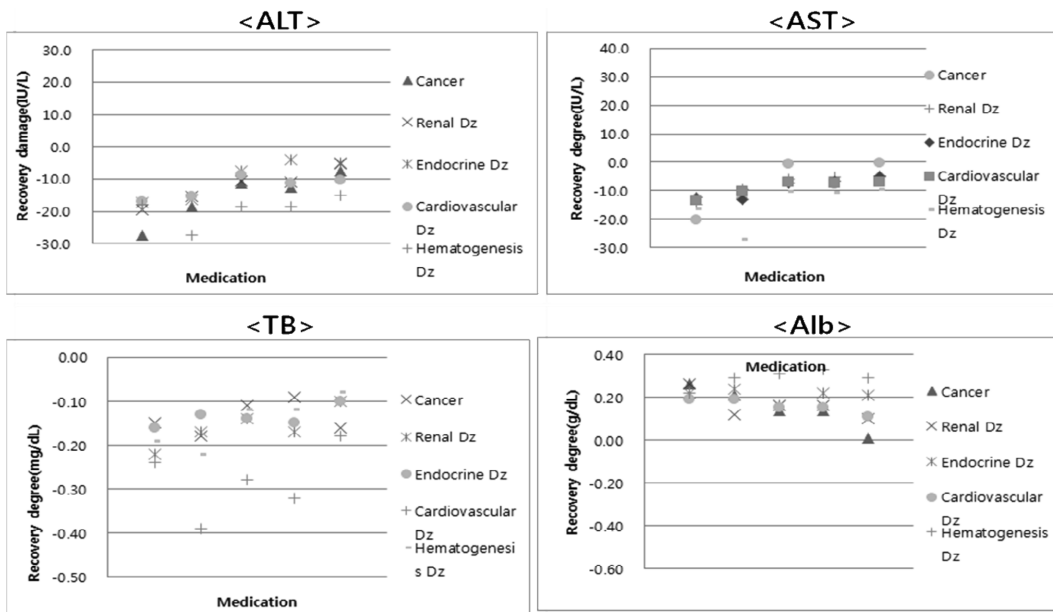 <ALT>
30.0
20.0
10.0
0.0
-10.0
-20.0
-30.0
Recovery damage(IU/L)
Medication
Cancer
Renal Dz
Endocrine Dz
Cardiovascular
Dz
Hematogenesis
Dz
<AST>
40.0
30.0
20.0
10.0
0.0
-10.0
-20.0
-30.0
Recovery degree(IU/L)
Medication
Cancer
Renal Dz
Endocrine Dz
Cardiovascular
Dz
Hematogenesis
Dz
<TB>
0.00
-0.10
-0.20
-0.30
-0.40
-0.50
Recovery degree(mg/dL)
Medication
Cancer
Renal Dz
Endocrine Dz
Cardiovascular
Dz
Hematogenesi
s Dz
<Alb>
0.40
0.20
0.00
-0.20
-0.40
-0.60
Recovery degree(g/dL)
Medication
Cancer
Renal Dz
Endocrine Dz
Cardiovascular
Dz
Hematogenesis
Dz